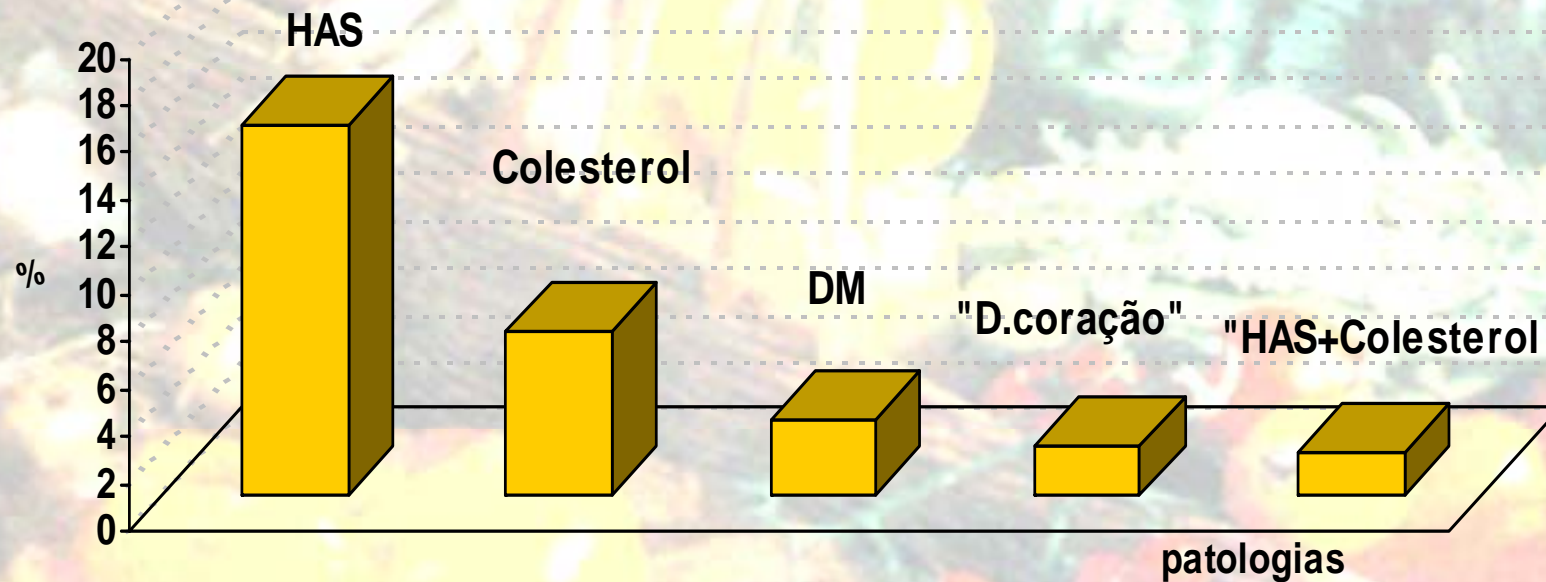 HAS
Colesterol
DM
"D.coração"
"HAS+Colesterol
%
20
18
16
14
12
10
8
6
4
2
0
patologias